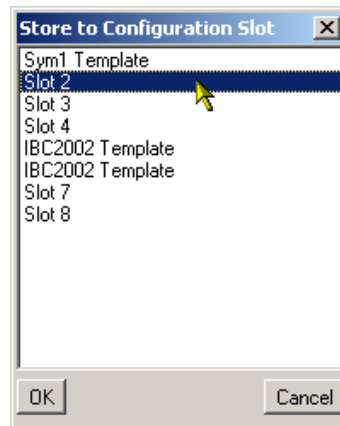 Store to Configuration Slot
Sym1 Template
Slot 2
Slot 3
Slot 4
IBC2002 Template
IBC2002 Template
Slot 7
Slot 8
OK
Cancel